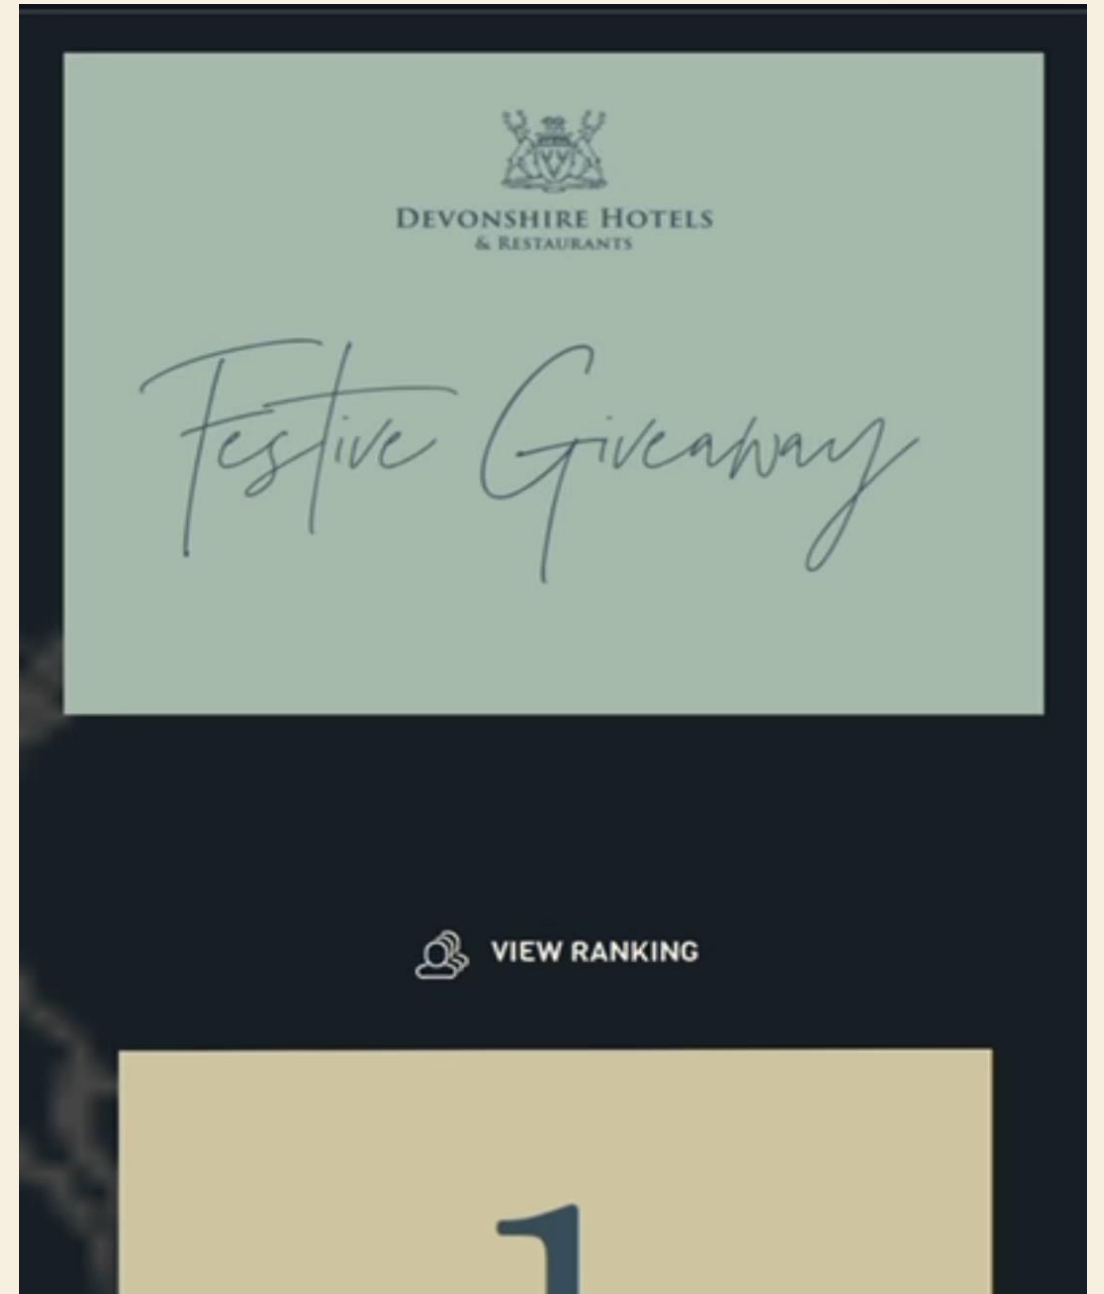 DEVONSHIRE HOTELS
& RESTAURANTS
Festive Giveaway
VIEW RANKING
1